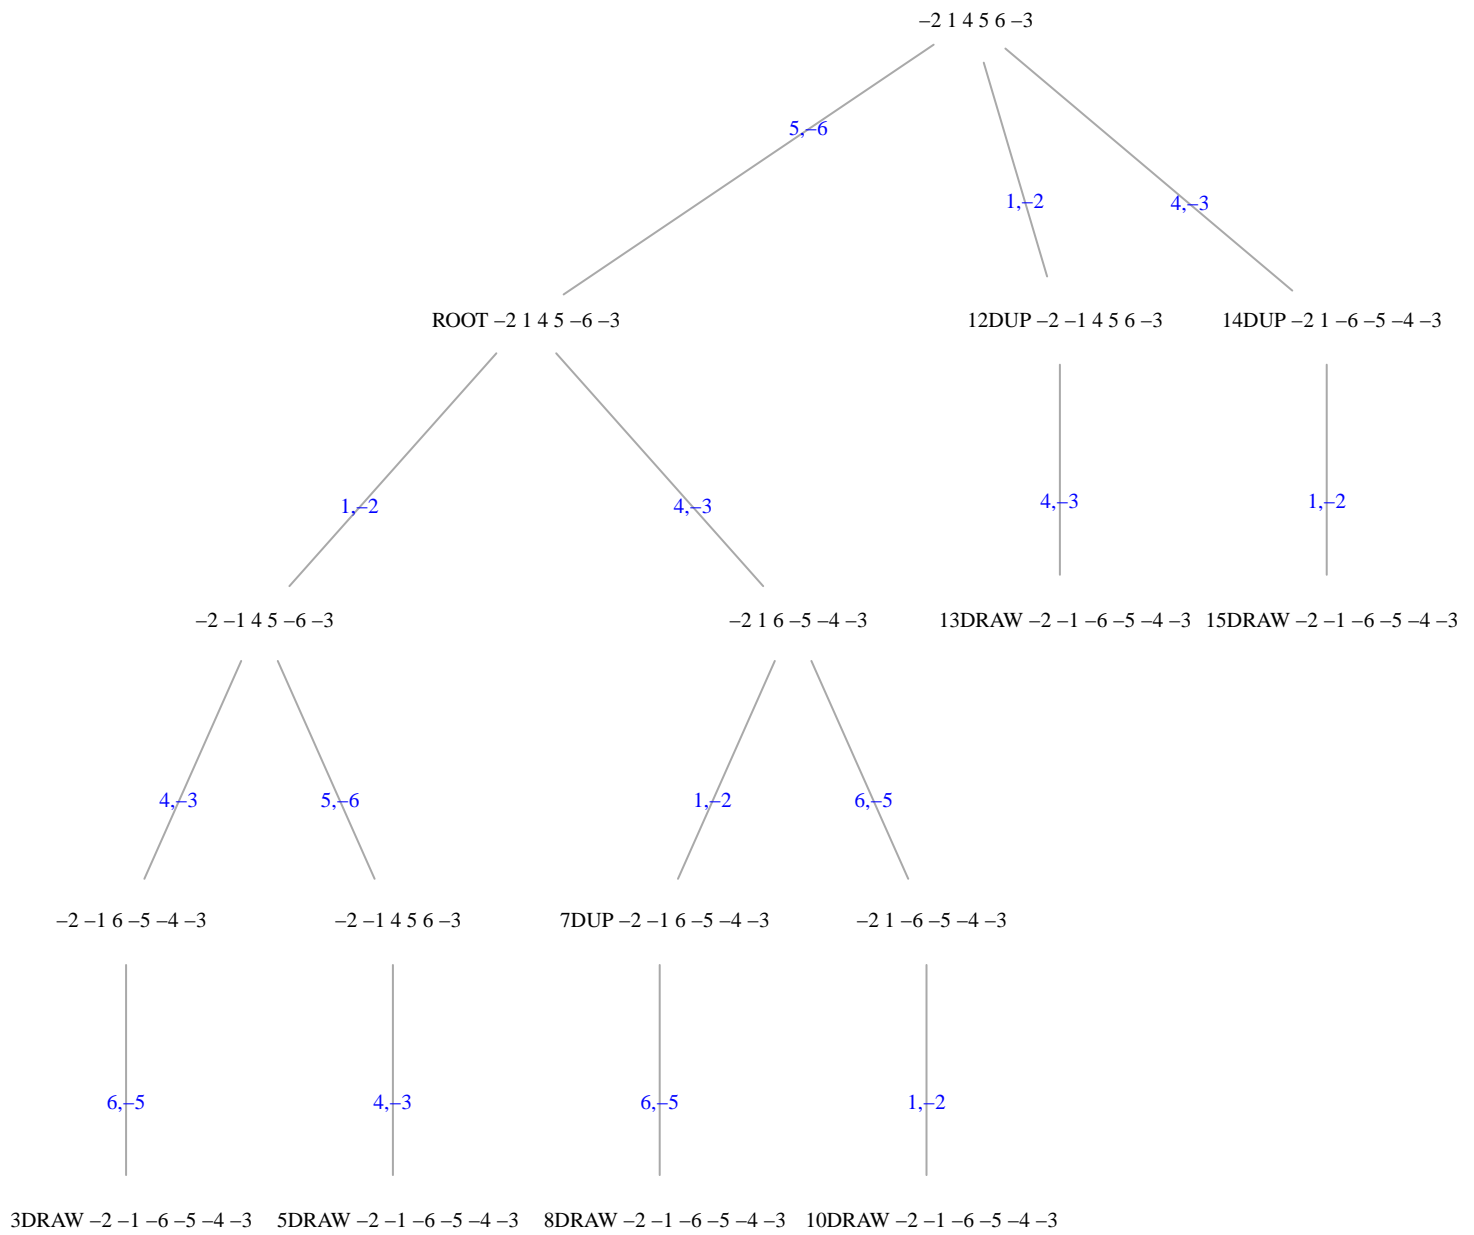 –2 1 4 5 6 –3
5,–6
1,–2
4,–3
ROOT –2 1 4 5 –6 –3
12DUP –2 –1 4 5 6 –3
14DUP –2 1 –6 –5 –4 –3
1,–2
4,–3
4,–3
1,–2
–2 –1 4 5 –6 –3
–2 1 6 –5 –4 –3
13DRAW –2 –1 –6 –5 –4 –3
15DRAW –2 –1 –6 –5 –4 –3
4,–3
5,–6
1,–2
6,–5
–2 –1 6 –5 –4 –3
–2 –1 4 5 6 –3
7DUP –2 –1 6 –5 –4 –3
–2 1 –6 –5 –4 –3
6,–5
4,–3
6,–5
1,–2
3DRAW –2 –1 –6 –5 –4 –3
5DRAW –2 –1 –6 –5 –4 –3
8DRAW –2 –1 –6 –5 –4 –3
10DRAW –2 –1 –6 –5 –4 –3